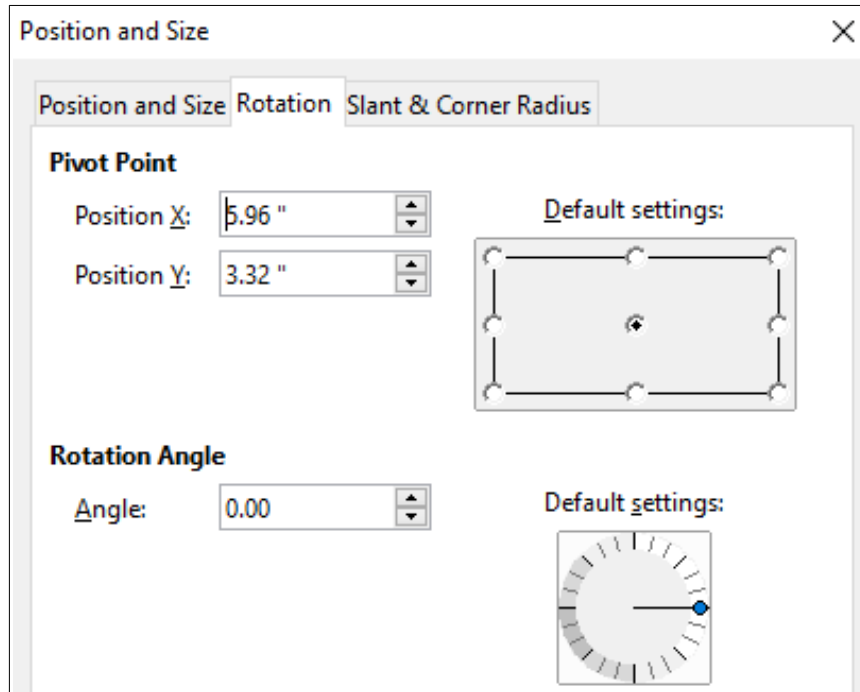 Position and Size
Position and Size Rotation Slant & Corner Radius
Pivot Point
Position X: 5.96 "
Default settings:
Position Y: 3.32 "
Rotation Angle
Angle: 0.00
Default settings: